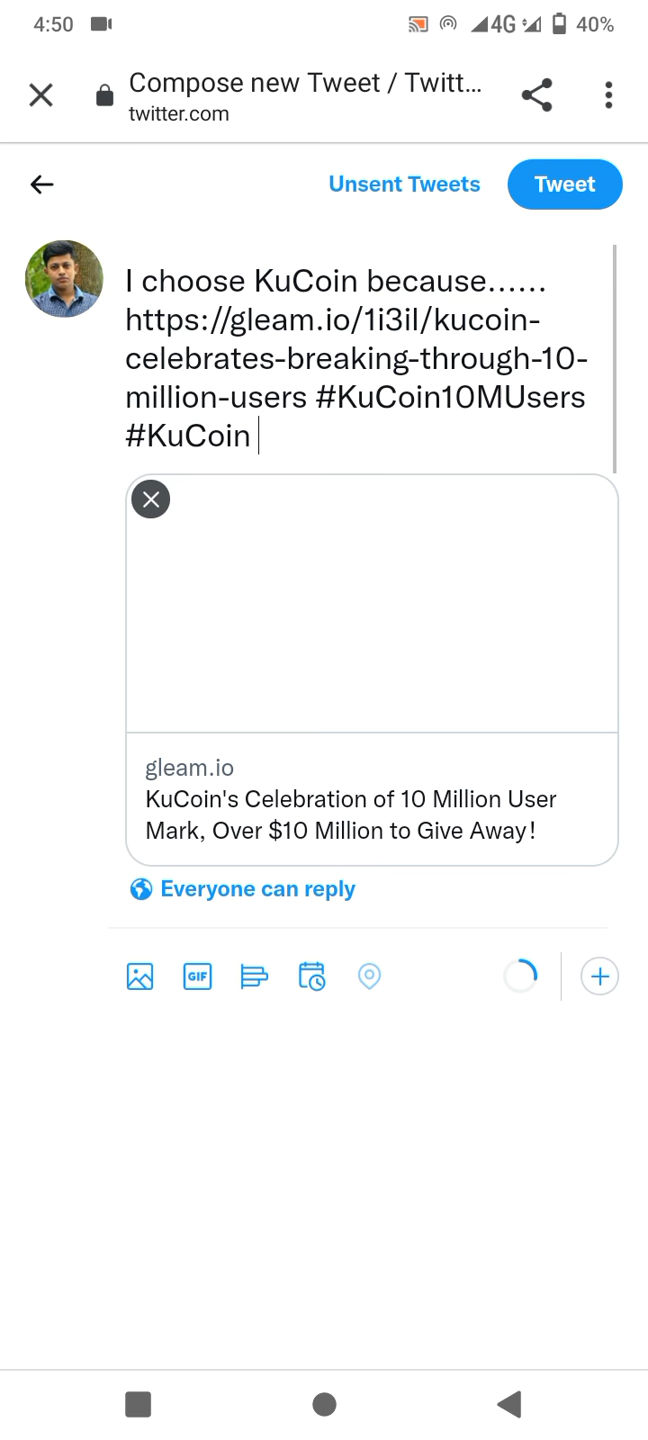 4:50 4G 40%
Compose new Tweet / Twitt...
twitter.com
Unsent Tweets Tweet
I choose KuCoin because......
https://gleam.io/1i3iI/kucoin-
celebrates-breaking-through-10-
million-users #KuCoin10MUsers
#KuCoin
gleam.io
KuCoin's Celebration of 10 Million User
Mark, Over $10 Million to Give Away!
Everyone can reply
GIF